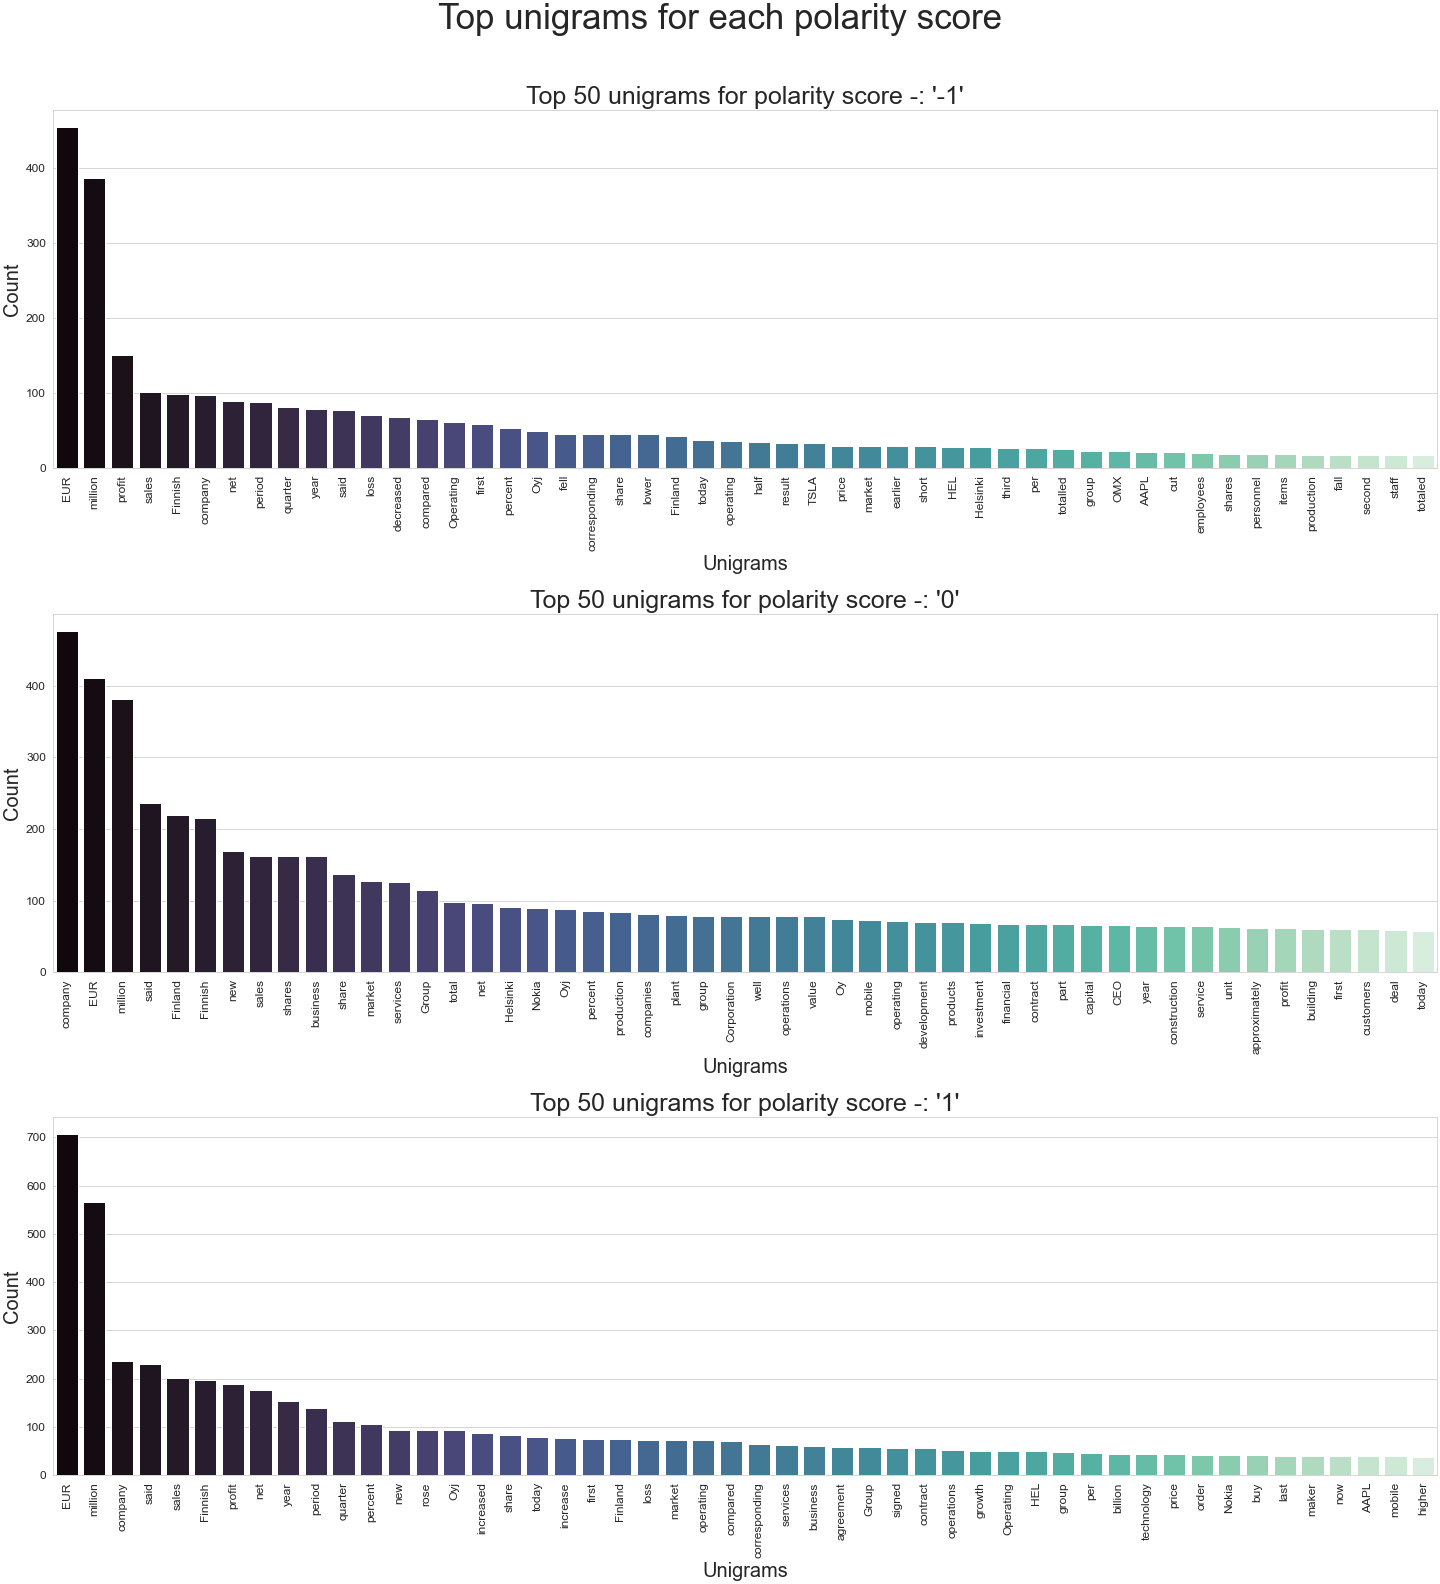 Top unigrams for each polarity score
Top 50 unigrams for polarity score -: '-1'
400
300
200
100
0
Count
EUR million profit sales Finnish company net period quarter year said loss decreased compared Operating first percent Oyj fell corresponding share lower Finland today operating half result TSLA price market earlier short HEL Helsinki third per totalled group OMX AAPL cut employees shares personnel items production fall second staff totaled
Unigrams
Top 50 unigrams for polarity score -: '0'
400
300
200
100
0
Count
company EUR million said Finland Finnish new sales shares business share market services Group total net Helsinki Nokia Oyj percent production companies plant group Corporation well operations value Oy mobile operating development products investment financial contract part capital CEO year construction service unit approximately profit building first customers deal today
Unigrams
Top 50 unigrams for polarity score -: '1'
700
600
500
400
300
200
100
0
Count
EUR million company said sales Finnish profit net year period quarter percent new rose Oyj increased share today increase first Finland loss market operating compared corresponding services business agreement Group signed contract operations growth Operating HEL group per billion technology price order Nokia buy last maker now AAPL mobile higher
Unigrams